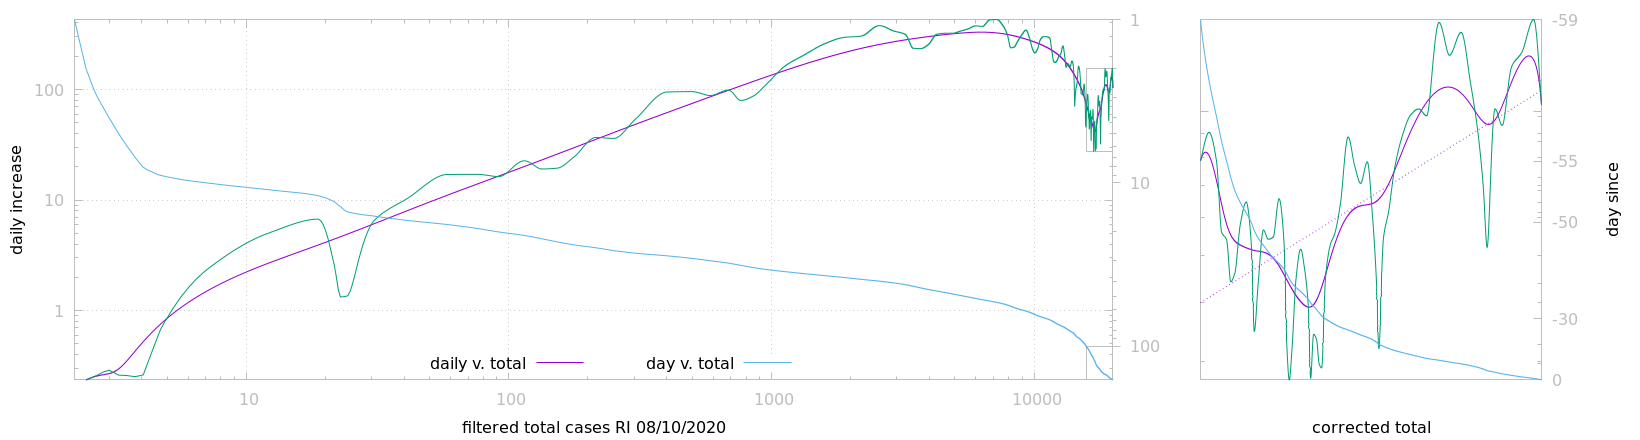 daily increase
100
10
1
1
10
100
daily v. total
day v. total
10
100
1000
10000
filtered total cases RI 08/10/2020
-59
-55
-50
-30
0
day since
corrected total